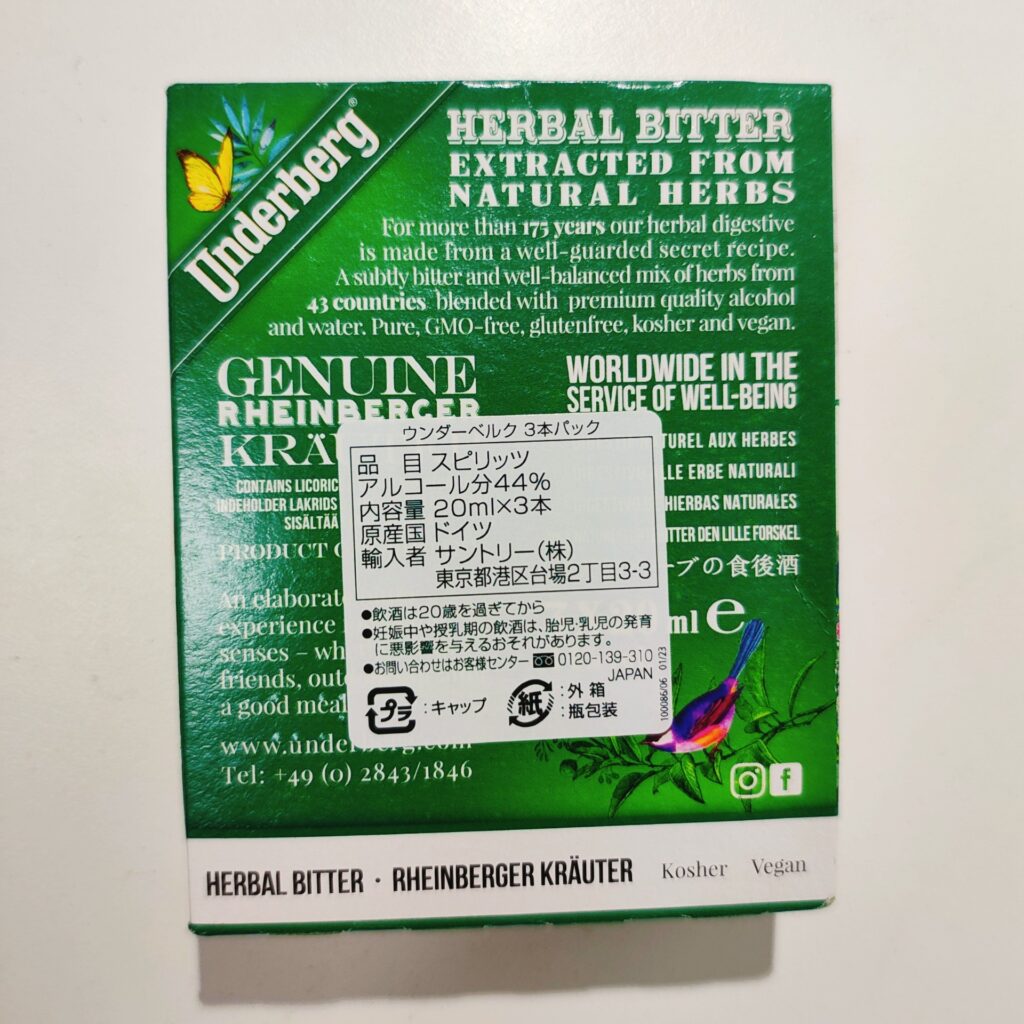 Underberg®
HERBAL BITTER
EXTRACTED FROM
NATURAL HERBS
For more than 175 years our herbal digestive
is made from a well-guarded secret recipe.
A subtly bitter and well-balanced mix of herbs from
43 countries blended with premium quality alcohol
and water. Pure, GMO-free, glutenfree, kosher and vegan.
GENUINE
RHEINBERGER
CONTAINS
INDEHOLDER LAKRIDS
SISÄLTÄÄ
PRODUCT
An
experience
senses –
friends,
a good
www.underberg.com
Tel: +49 (0) 2843/1846
WORLDWIDE IN THE
SERVICE OF WELL-BEING
AUX HERBES
ERBE NATURALI
HIERBAS NATURALES
DEN LILLE FORSKEL
ーブの食後酒
ml e
ウンダーベルク 3本パック
品 目 スピリッツ
アルコール分44%
内容量 20ml×3本
原産国 ドイツ
輸入者 サントリー(株)
東京都港区台場2丁目3-3
●飲酒は20歳を過ぎてから
●妊娠中や授乳期の飲酒は、胎児・乳児の発育
に悪影響を与えるおそれがあります。
●お問い合わせはお客様センター 0120-139-310
JAPAN
プラ :キャップ
紙 :外 箱
:瓶包装
100086/06 01/23
HERBAL BITTER · RHEINBERGER KRÄUTER Kosher Vegan